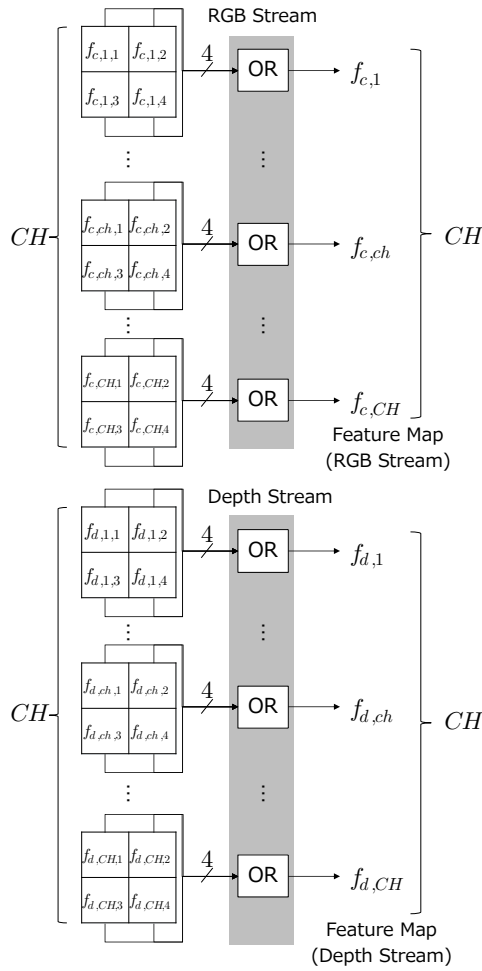 RGB Stream
f_{c,1,1} f_{c,1,2} 4 OR f_{c,1}
f_{c,1,3} f_{c,1,4}
...
CH f_{c,ch,1} f_{c,ch,2} 4 OR f_{c,ch} CH
f_{c,ch,3} f_{c,ch,4}
...
f_{c,CH,1} f_{c,CH,2} 4 OR f_{c,CH}
f_{c,CH,3} f_{c,CH,4}
Feature Map
(RGB Stream)
Depth Stream
f_{d,1,1} f_{d,1,2} 4 OR f_{d,1}
f_{d,1,3} f_{d,1,4}
...
CH f_{d,ch,1} f_{d,ch,2} 4 OR f_{d,ch} CH
f_{d,ch,3} f_{d,ch,4}
...
f_{d,CH,1} f_{d,CH,2} 4 OR f_{d,CH}
f_{d,CH,3} f_{d,CH,4}
Feature Map
(Depth Stream)